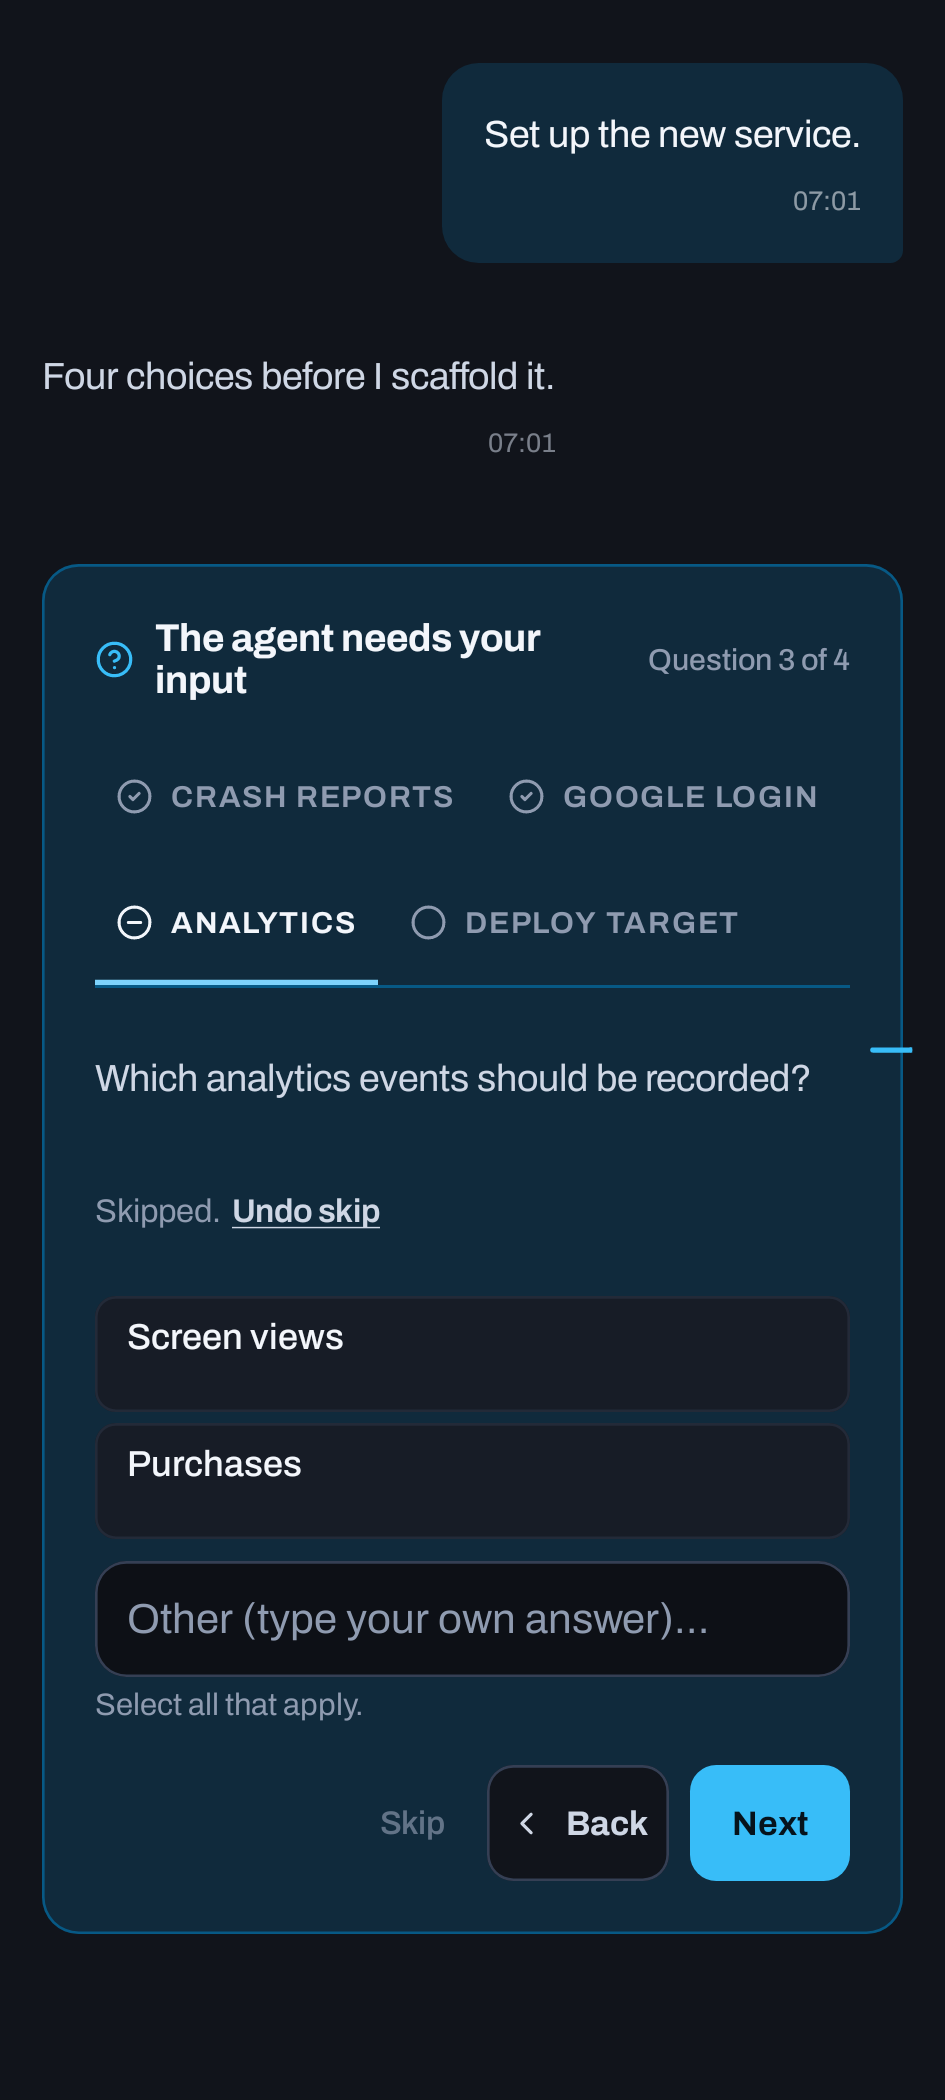 Set up the new service.
07:01
Four choices before I scaffold it.
07:01
The agent needs your
input
Question 3 of 4
CRASH REPORTS
GOOGLE LOGIN
ANALYTICS
DEPLOY TARGET
Which analytics events should be recorded?
Skipped. Undo skip
Screen views
Purchases
Other (type your own answer)...
Select all that apply.
Skip
Back
Next